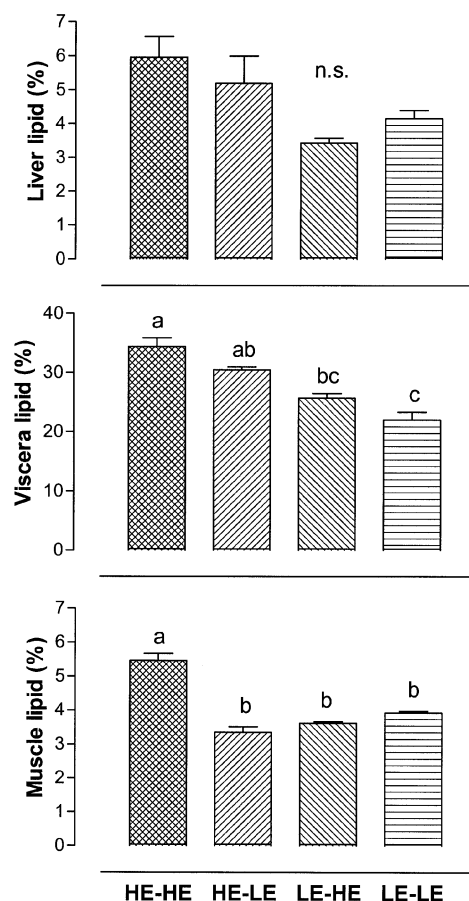 Liver lipid (%)
7
6
5
4
3
2
1
0
n.s.
Viscera lipid (%)
40
30
20
10
0
a
ab
bc
c
Muscle lipid (%)
7
6
5
4
3
2
1
0
a
b
b
b
HE-HE HE-LE LE-HE LE-LE